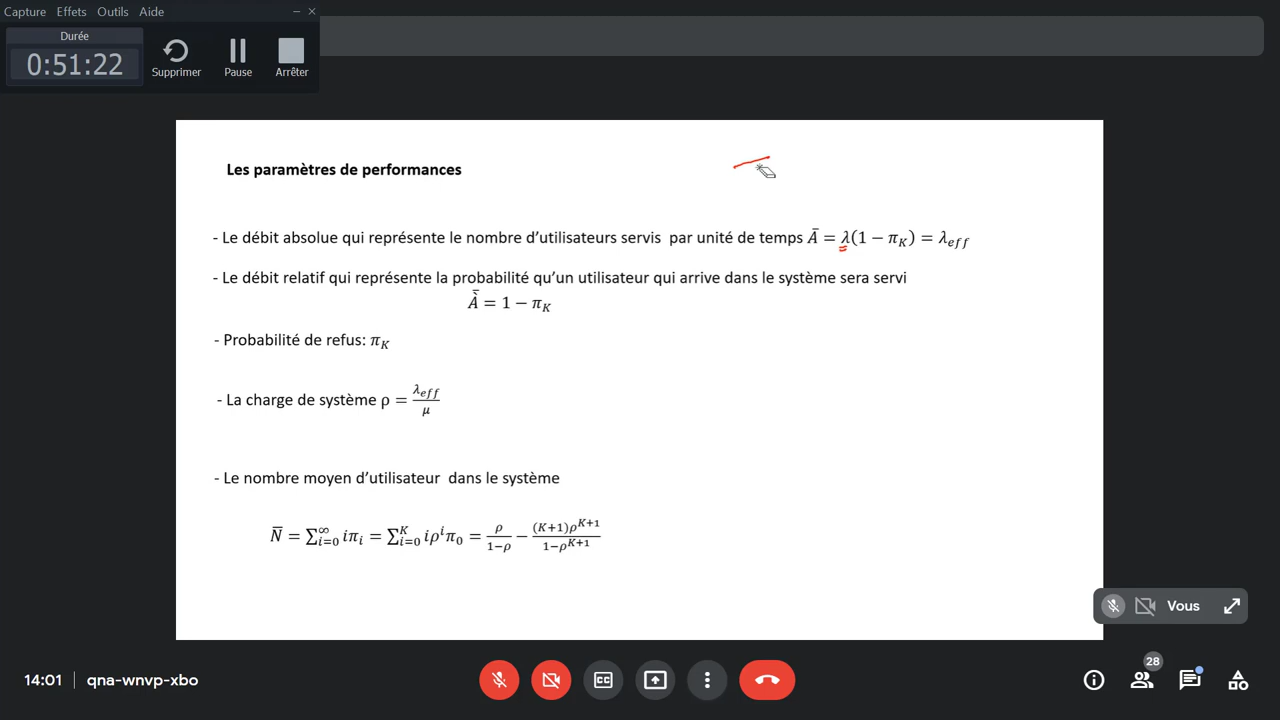 Capture Effets Outils Aide
Durée
0:51:22
Supprimer Pause Arrêter
Les paramètres de performances
- Le débit absolue qui représente le nombre d’utilisateurs servis par unité de temps Ā = λ(1 − π_K) = λ_eff
- Le débit relatif qui représente la probabilité qu’un utilisateur qui arrive dans le système sera servi
Ā̀ = 1 − π_K
- Probabilité de refus: π_K
- La charge de système ρ = λ_eff/μ
- Le nombre moyen d’utilisateur dans le système
N̄ = ∑_{i=0}^{∞} iπ_i = ∑_{i=0}^{K} iρ^i π_0 = ρ/(1−ρ) − (K+1)ρ^{K+1}/(1−ρ^{K+1})
Vous
14:01 qna-wnvp-xbo
28